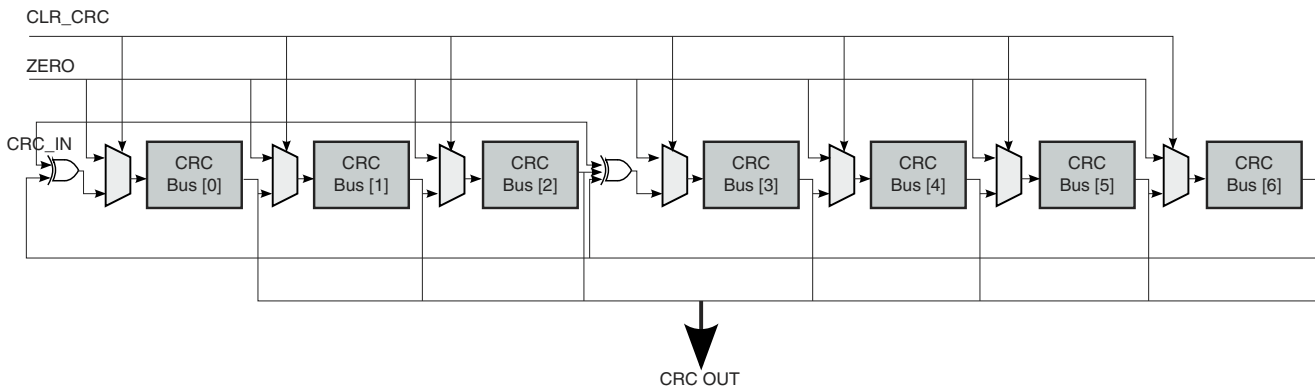 CLR_CRC
ZERO
CRC_IN
CRC
Bus [0]
CRC
Bus [1]
CRC
Bus [2]
CRC
Bus [3]
CRC
Bus [4]
CRC
Bus [5]
CRC
Bus [6]
CRC OUT